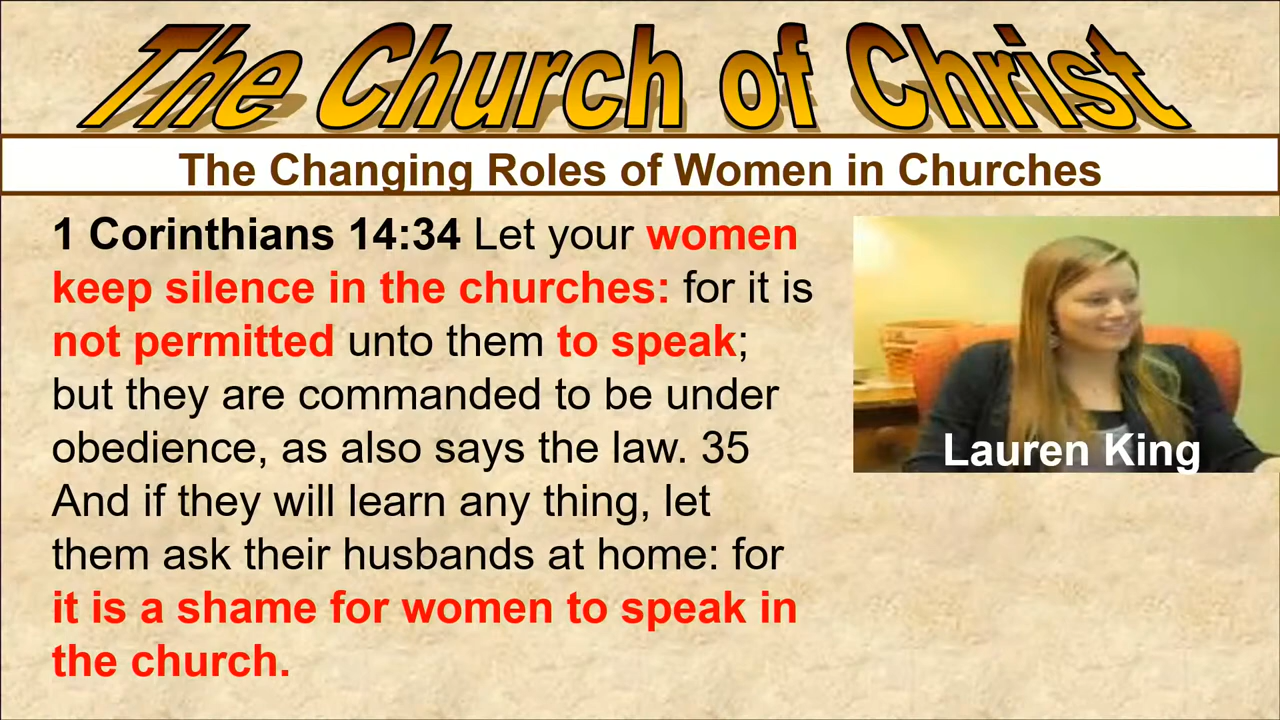 The Church of Christ
The Changing Roles of Women in Churches
1 Corinthians 14:34 Let your women
keep silence in the churches: for it is
not permitted unto them to speak;
but they are commanded to be under
obedience, as also says the law. 35
And if they will learn any thing, let
them ask their husbands at home: for
it is a shame for women to speak in
the church.
Lauren King